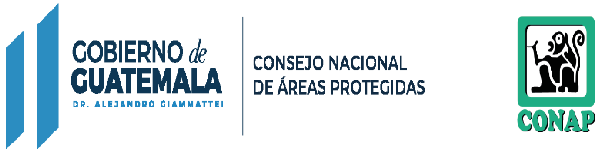 GOBIERNO de
GUATEMALA
DR. ALEJANDRO GIAMMATTEI
CONSEJO NACIONAL
DE ÁREAS PROTEGIDAS
CONAP